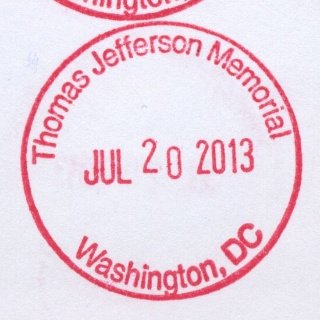 Thomas Jefferson Memorial
JUL 20 2013
Washington, DC